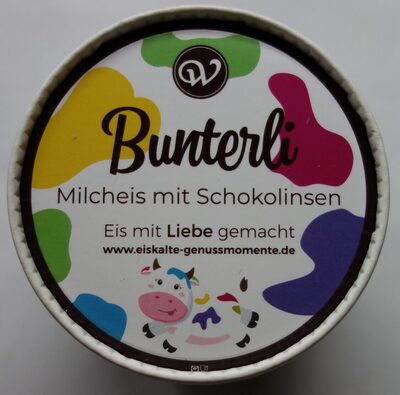 W
Bunterli
Milcheis mit Schokolinsen
Eis mit Liebe gemacht
www.eiskalte-genussmomente.de